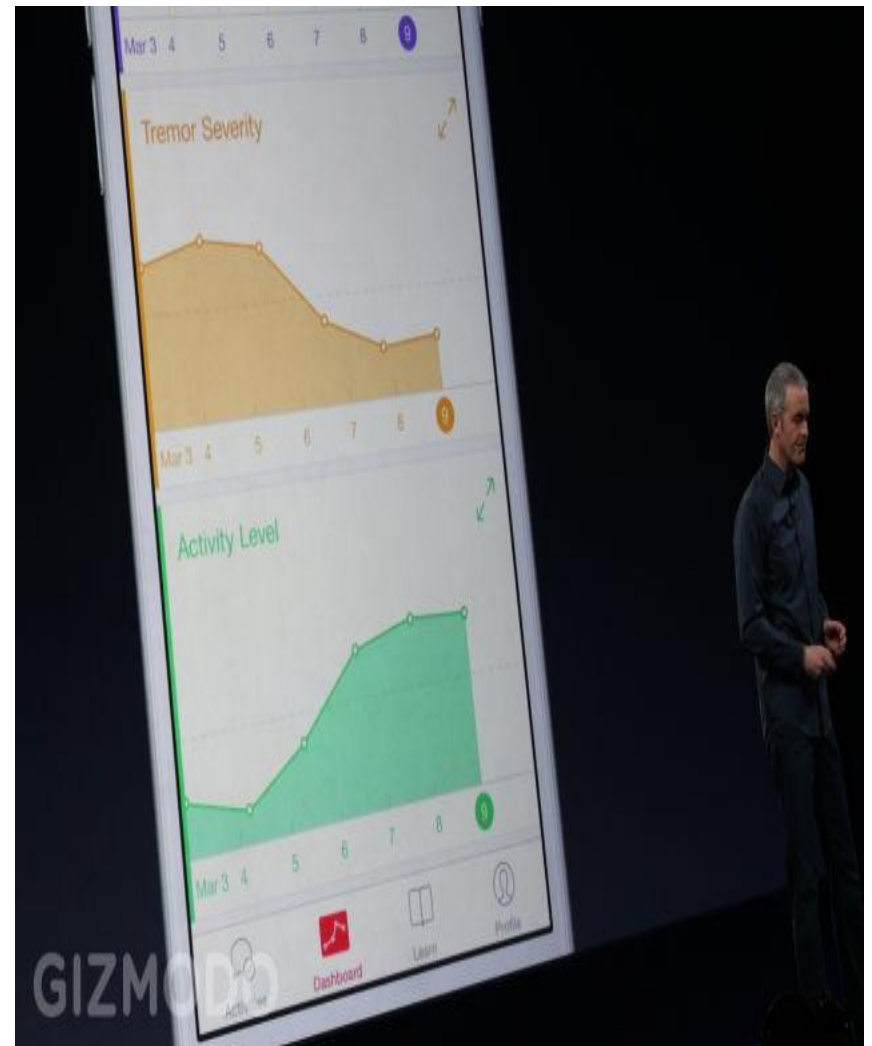 Mar 3 4 5 6 7 8 9
Tremor Severity
Mar 3 4 5 6 7 8 9
Activity Level
Mar 3 4 5 6 7 8 9
Activities Dashboard Learn Profile
GIZMODO